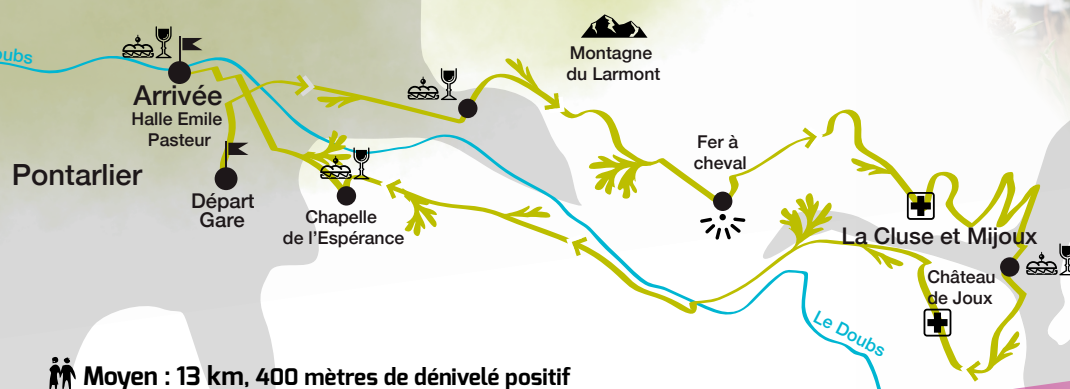 Montagne
du Larmont
oubs
Arrivée
Halle Emile
Pasteur
Fer à
cheval
Pontarlier
Départ
Gare
Chapelle
de l'Espérance
La Cluse et Mijoux
Château
de Joux
Le Doubs
Moyen : 13 km, 400 mètres de dénivelé positif